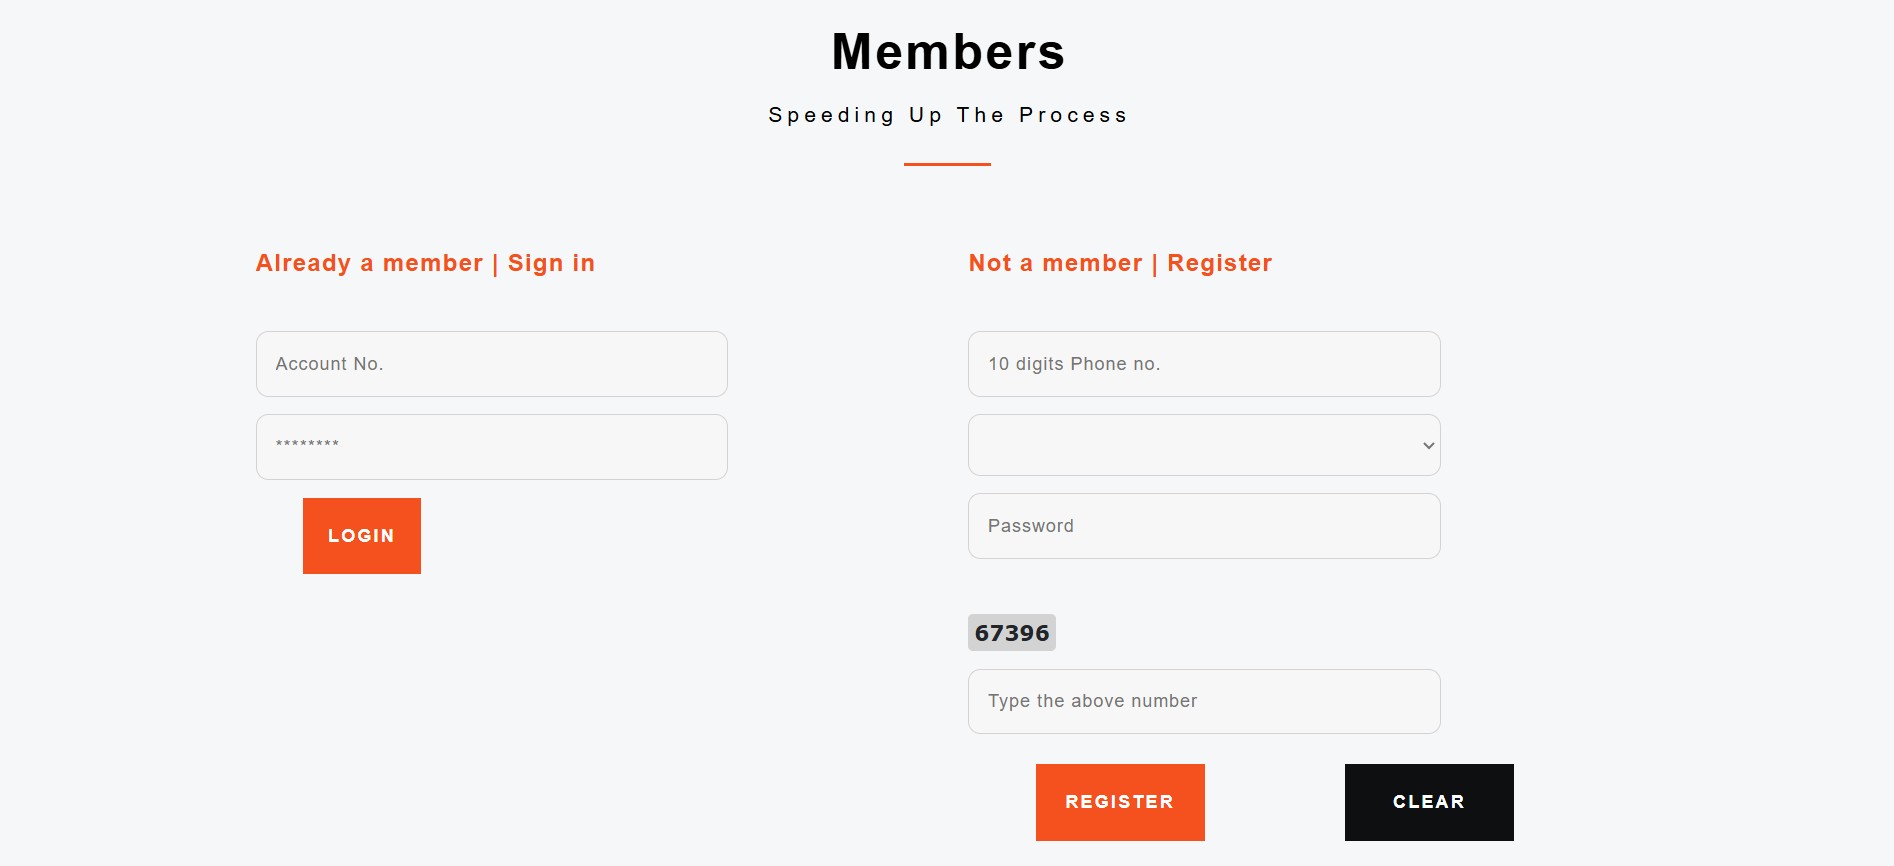 Members
Speeding Up The Process
Already a member | Sign in
Account No.
********
LOGIN
Not a member | Register
10 digits Phone no.
Password
67396
Type the above number
REGISTER
CLEAR